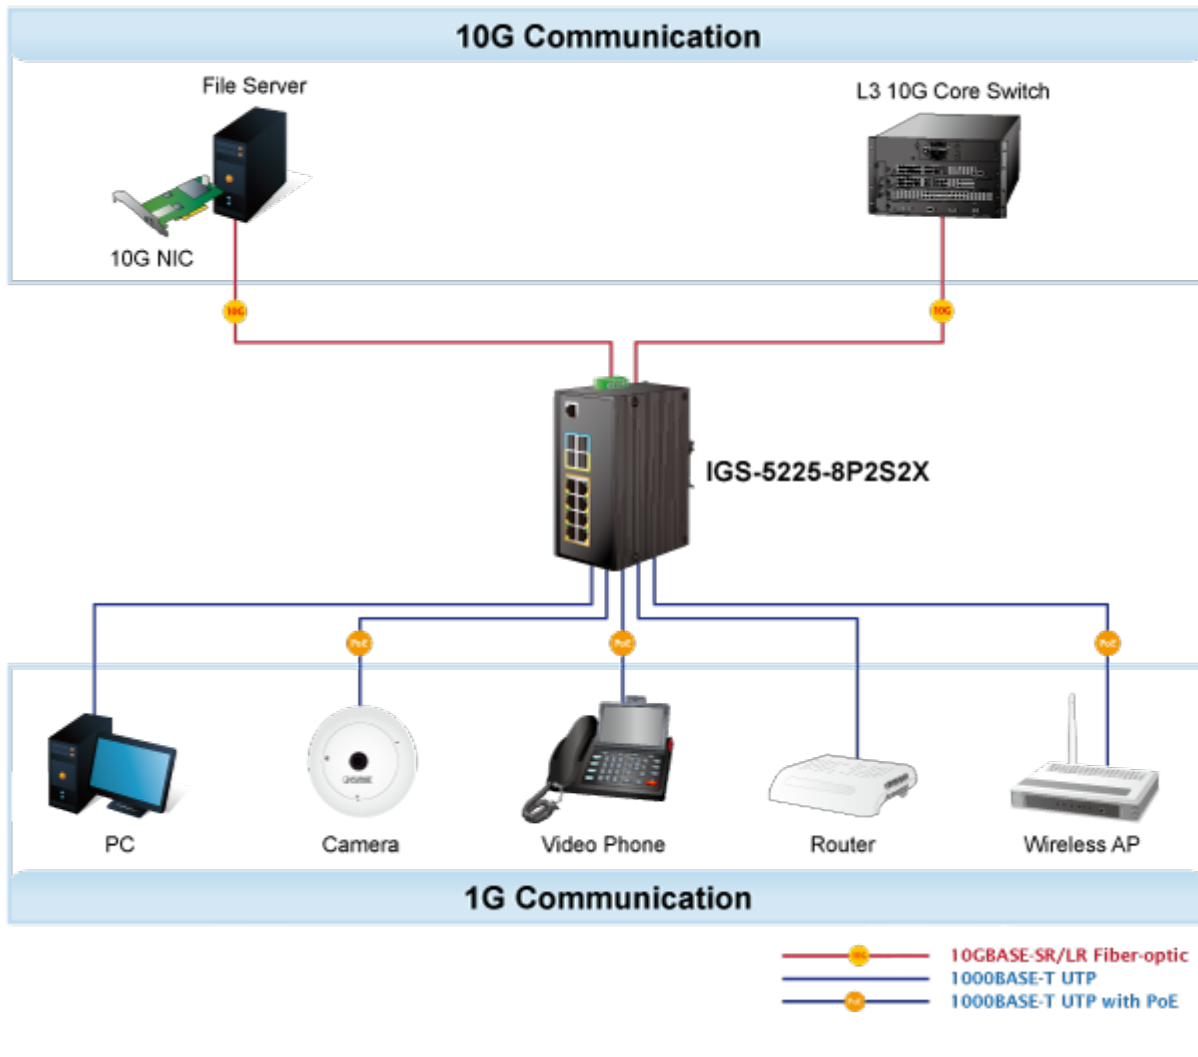 10G Communication
File Server
L3 10G Core Switch
10G NIC
10G
10G
IGS-5225-8P2S2X
PoE
PoE
PoE
PC
Camera
Video Phone
Router
Wireless AP
1G Communication
10G
10GBASE-SR/LR Fiber-optic
1000BASE-T UTP
PoE
1000BASE-T UTP with PoE